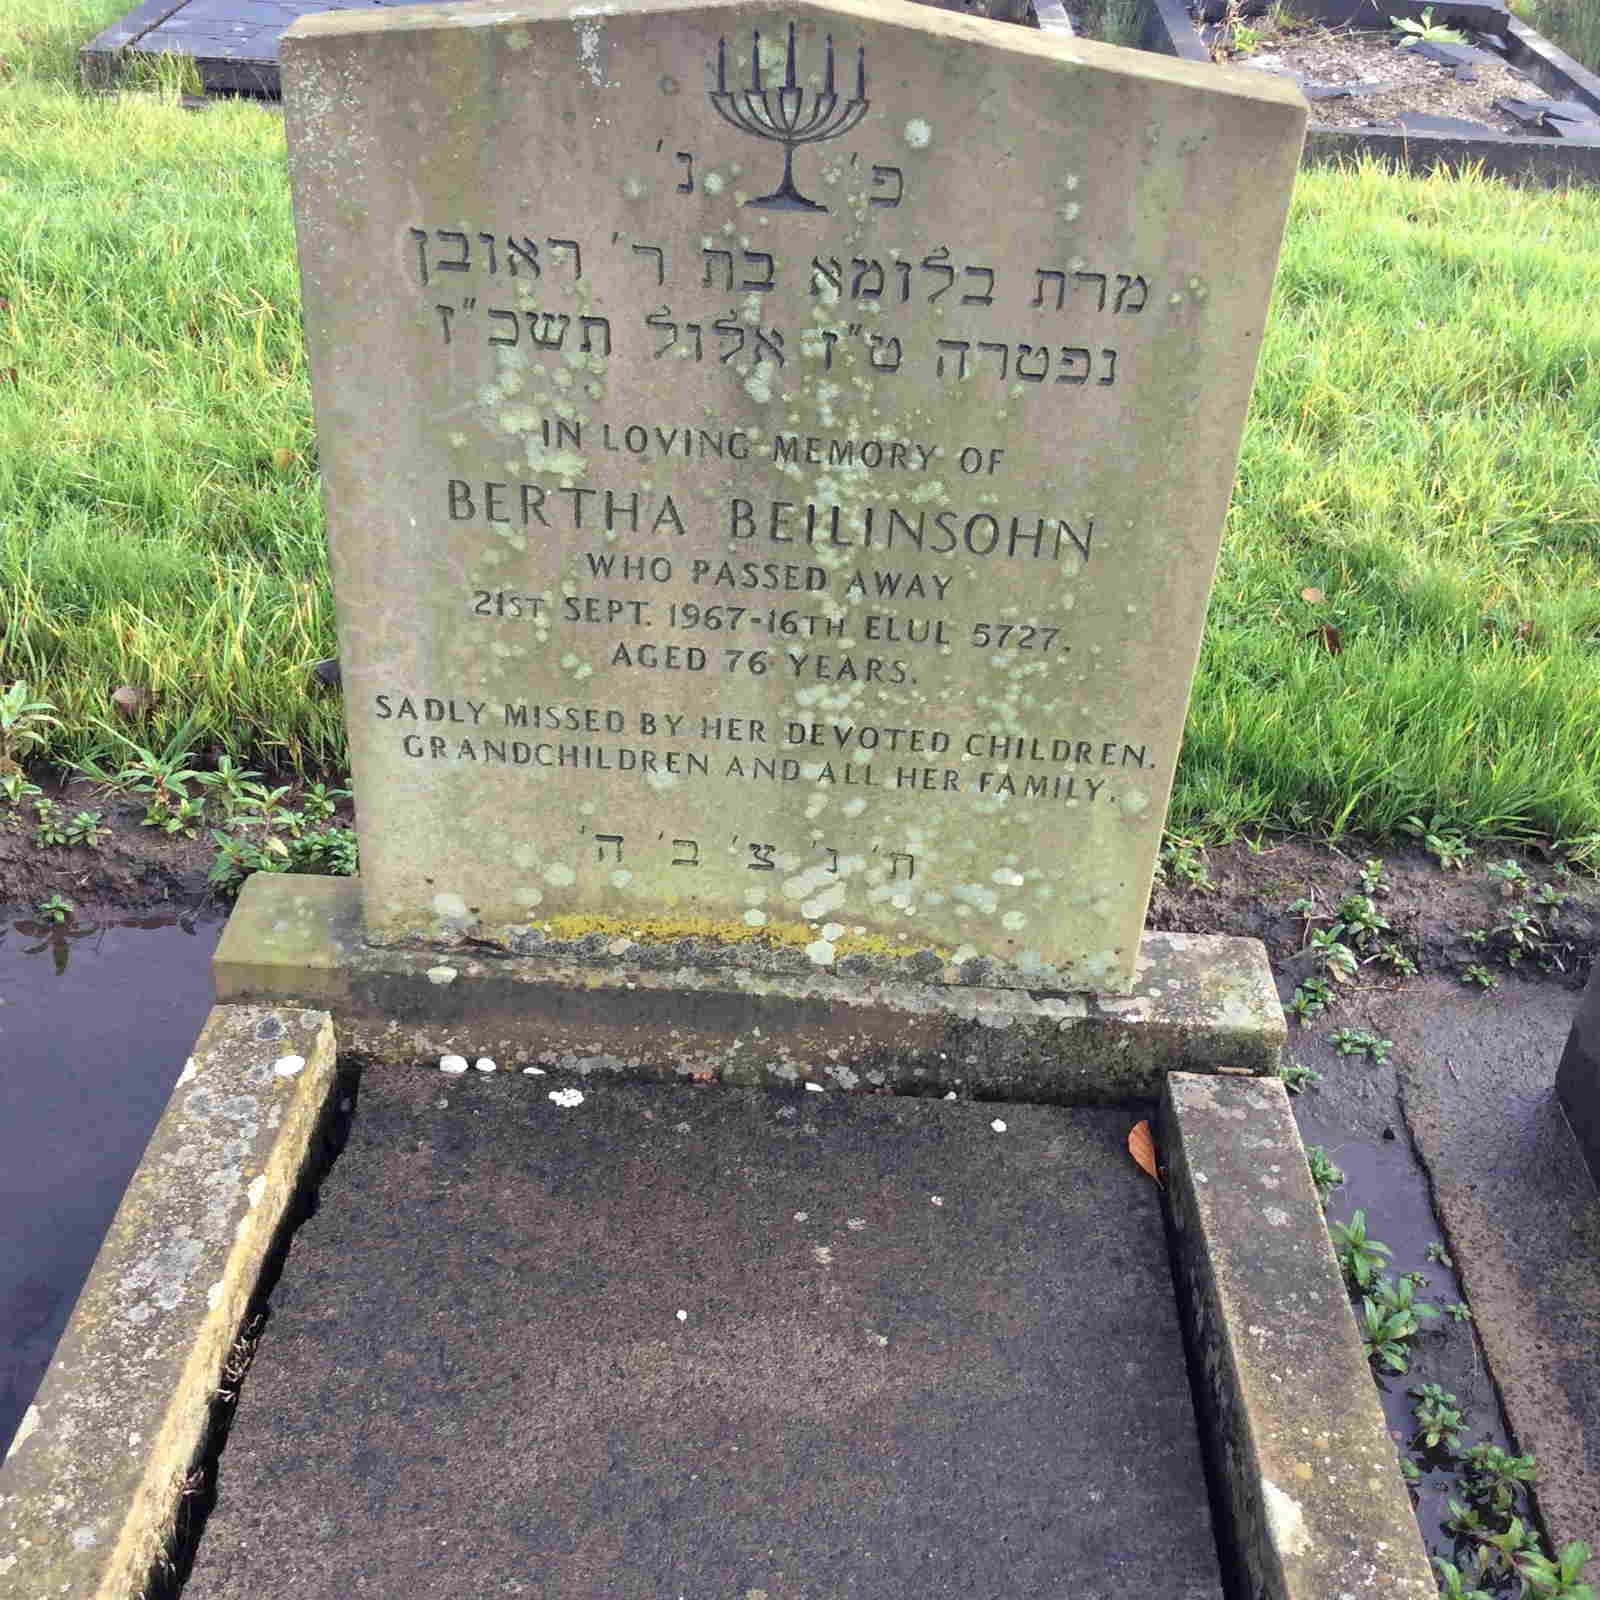 פ' נ'
מרת בלומא בת ר' ראובן
נפטרה ט"ז אלול תשכ"ז
IN LOVING MEMORY OF
BERTHA BEILINSOHN
WHO PASSED AWAY
21ST SEPT. 1967-16TH ELUL 5727.
AGED 76 YEARS.
SADLY MISSED BY HER DEVOTED CHILDREN.
GRANDCHILDREN AND ALL HER FAMILY.
ת' נ' צ' ב' ה'